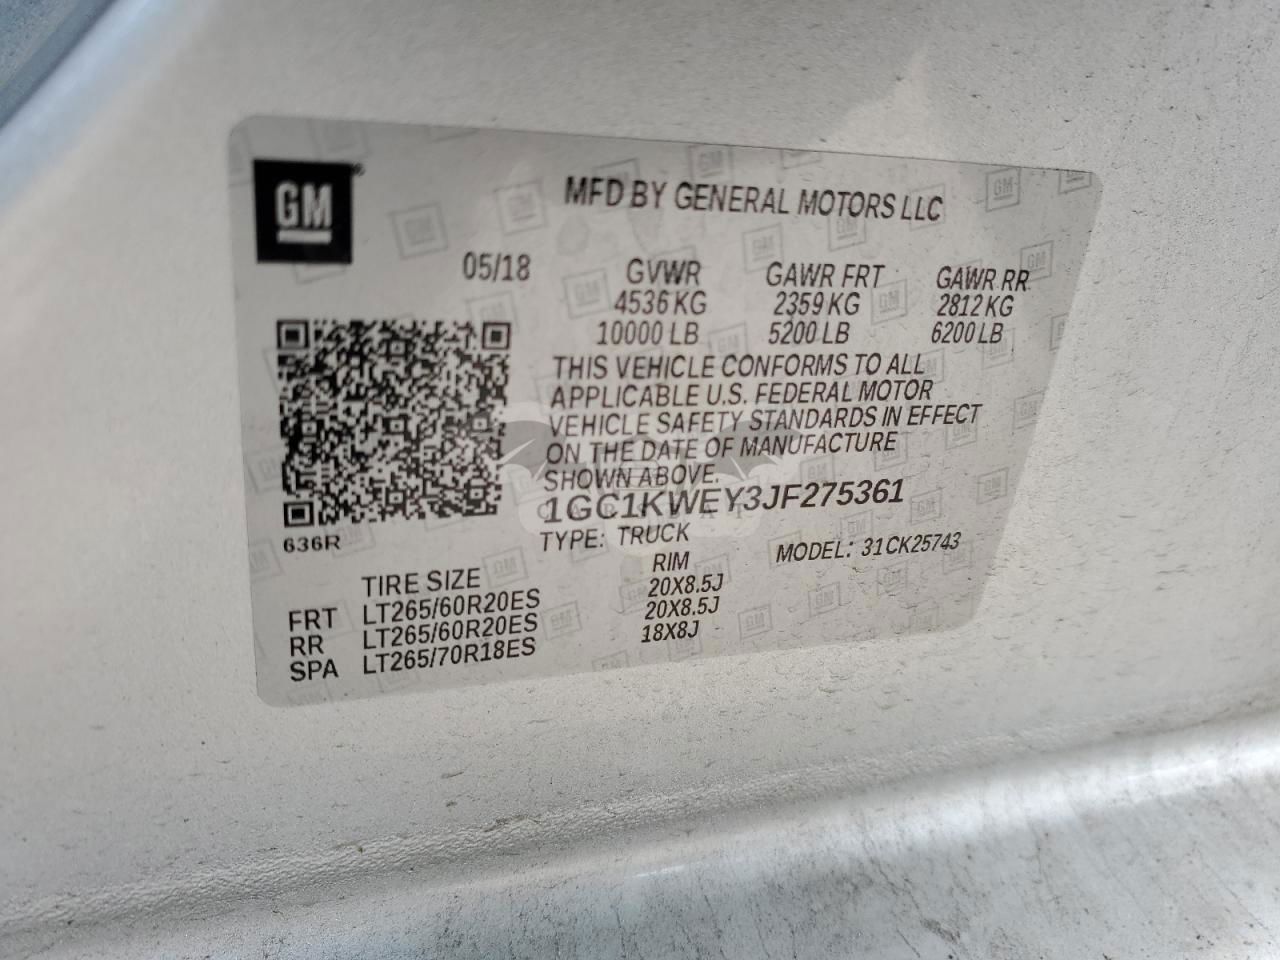 GM
MFD BY GENERAL MOTORS LLC
05/18 GVWR GAWR FRT GAWR RR
4536 KG 2359 KG 2812 KG
10000 LB 5200 LB 6200 LB
THIS VEHICLE CONFORMS TO ALL
APPLICABLE U.S. FEDERAL MOTOR
VEHICLE SAFETY STANDARDS IN EFFECT
ON THE DATE OF MANUFACTURE
SHOWN ABOVE.
1GC1KWEY3JF275361
636R
TYPE: TRUCK MODEL: 31CK25743
TIRE SIZE RIM
FRT LT265/60R20ES 20X8.5J
RR LT265/60R20ES 20X8.5J
SPA LT265/70R18ES 18X8J